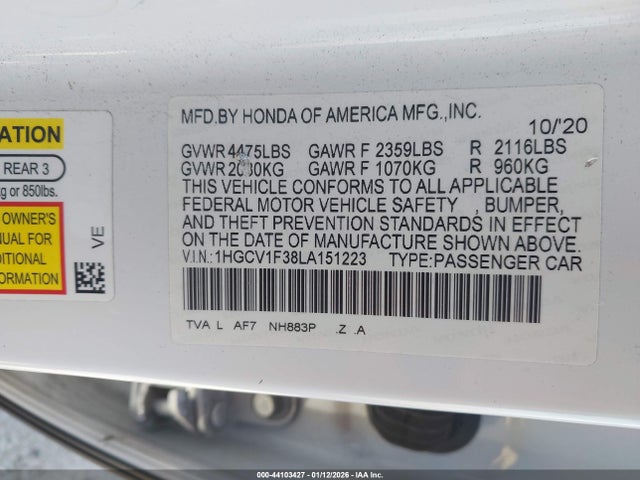 ATION
REAR 3
kg or 850lbs.
OWNER'S
NUAL FOR
DITIONAL
ORMATION
VE
MFD.BY HONDA OF AMERICA MFG.,INC.
10/'20
GVWR 4475LBS GAWR F 2359LBS R 2116LBS
GVWR 2030KG GAWR F 1070KG R 960KG
THIS VEHICLE CONFORMS TO ALL APPLICABLE
FEDERAL MOTOR VEHICLE SAFETY , BUMPER,
AND THEFT PREVENTION STANDARDS IN EFFECT
ON THE DATE OF MANUFACTURE SHOWN ABOVE.
V.I.N.:1HGCV1F38LA151223 TYPE:PASSENGER CAR
TVA L AF7 NH883P .Z .A
000-44103427 - 01/12/2026 - IAAI Inc.